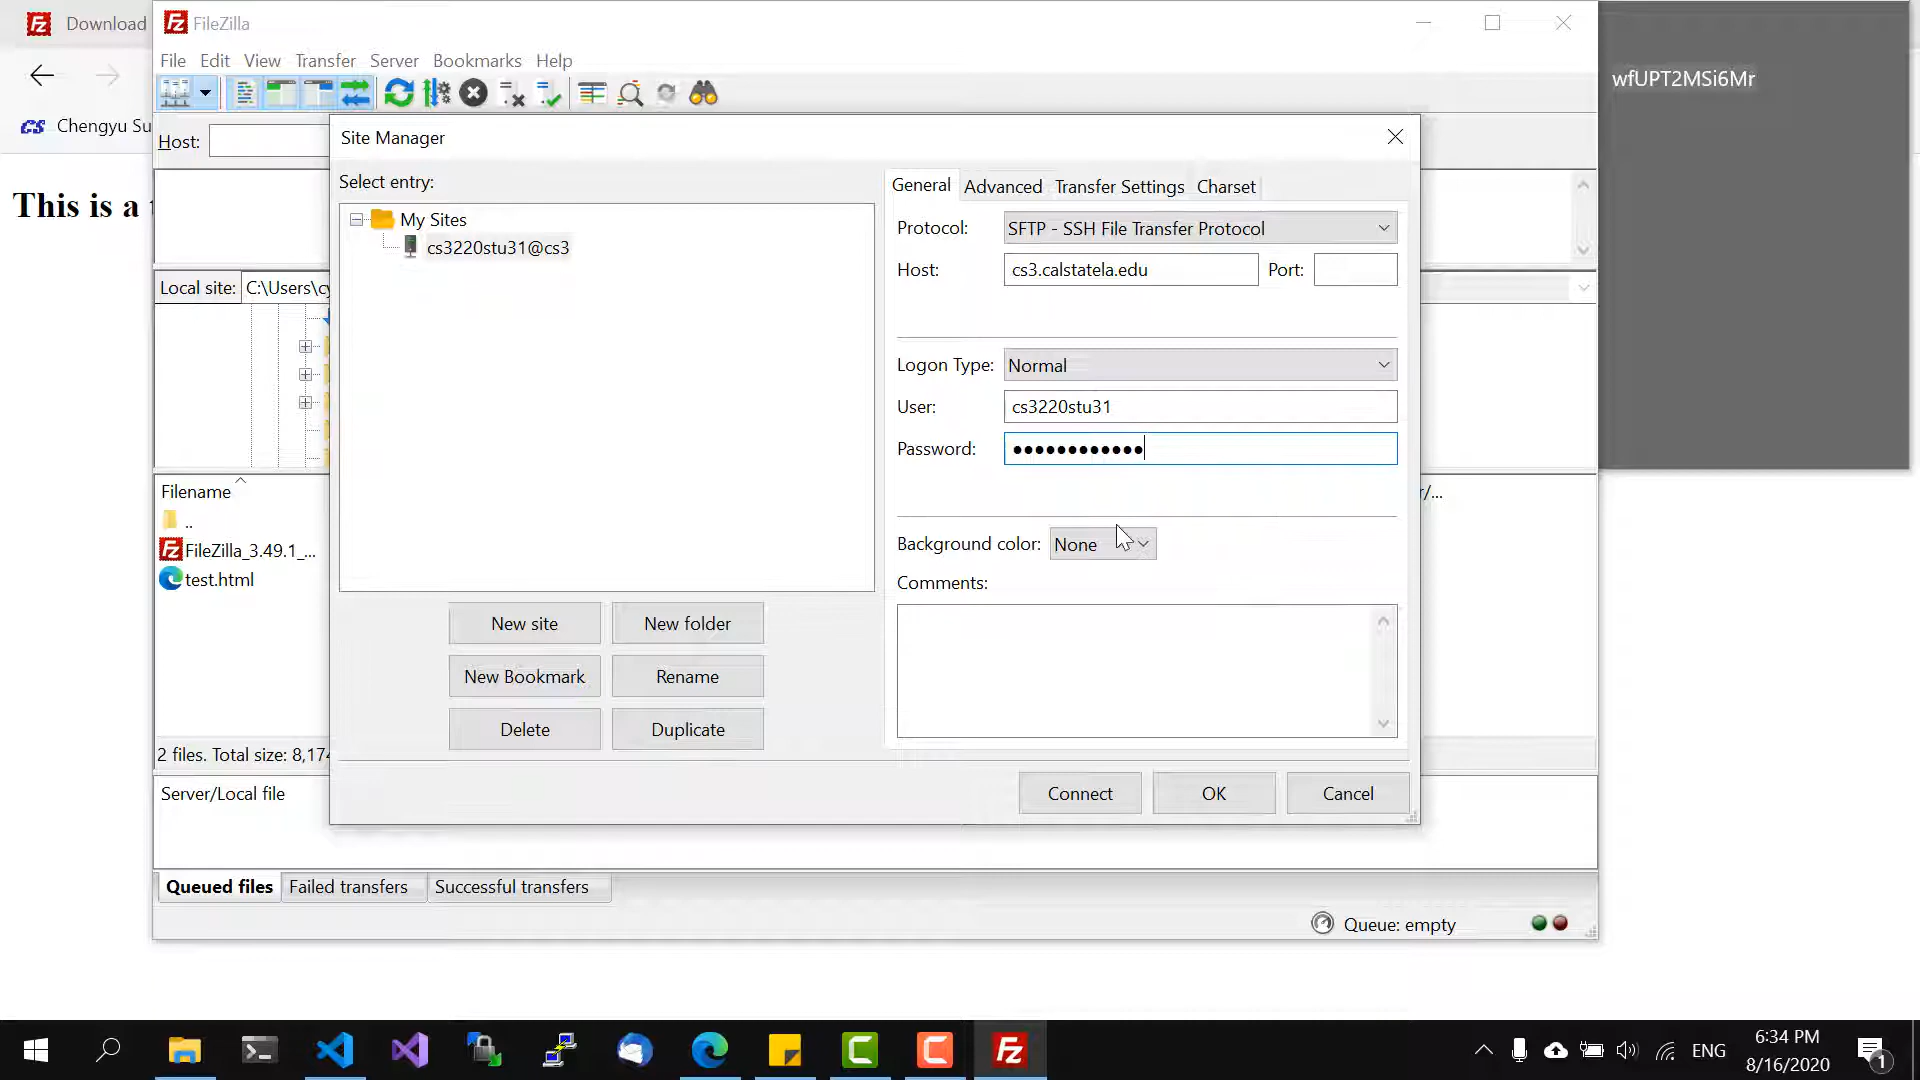 Download
FileZilla
File Edit View Transfer Server Bookmarks Help
wfUPT2MSi6Mr
Chengyu Su
Host:
Site Manager
Select entry:
My Sites
cs3220stu31@cs3
General Advanced Transfer Settings Charset
Protocol: SFTP - SSH File Transfer Protocol
Host: cs3.calstatela.edu Port:
This is a
Local site: C:\Users\cy
Logon Type: Normal
User: cs3220stu31
Password: ●●●●●●●●●●●●
Filename
..
FileZilla_3.49.1_...
test.html
r/...
Background color: None
Comments:
New site New folder
New Bookmark Rename
Delete Duplicate
2 files. Total size: 8,174
Connect OK Cancel
Server/Local file
Queued files Failed transfers Successful transfers
Queue: empty
ENG
6:34 PM
8/16/2020
1